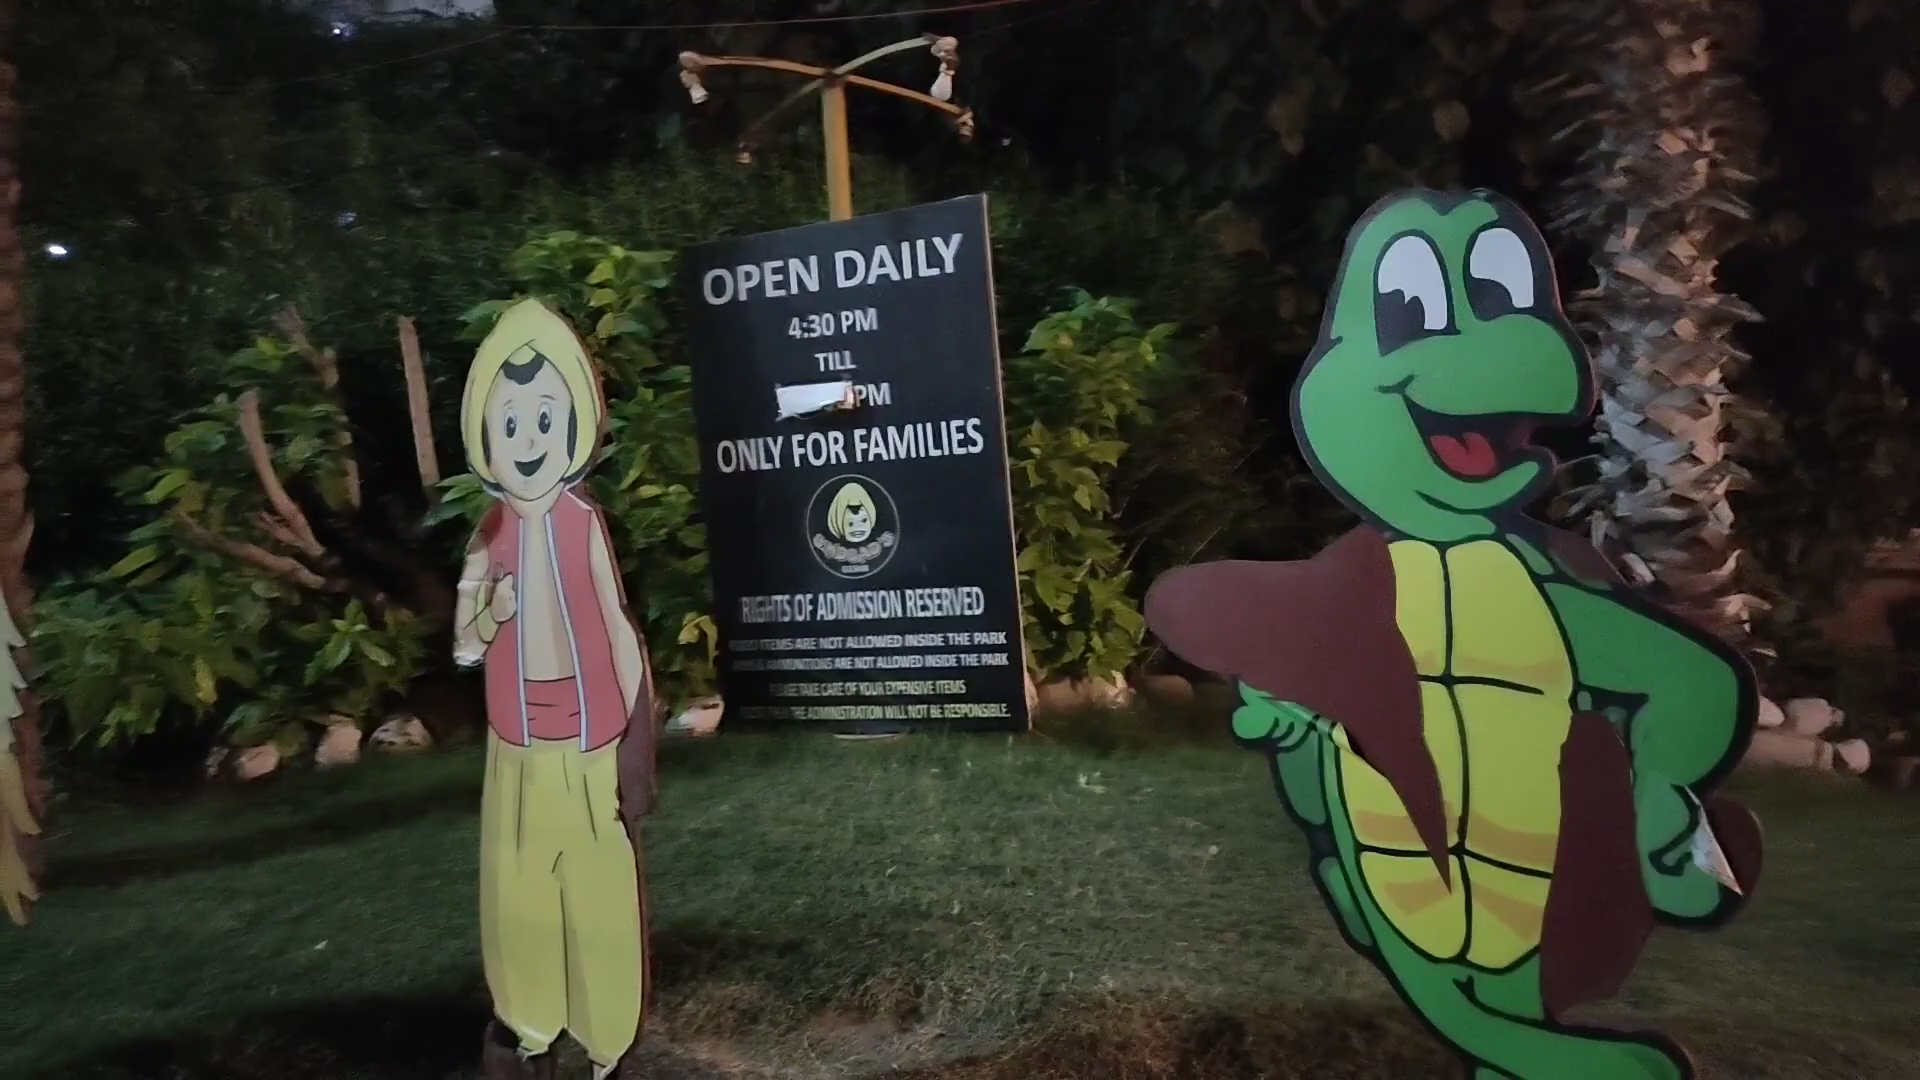 OPEN DAILY
4:30 PM
TILL
PM
ONLY FOR FAMILIES
RIGHTS OF ADMISSION RESERVED
ITEMS ARE NOT ALLOWED INSIDE THE PARK
AMMUNITIONS ARE NOT ALLOWED INSIDE THE PARK
TAKE CARE OF YOUR EXPENSIVE ITEMS
THE ADMINISTRATION WILL NOT BE RESPONSIBLE.